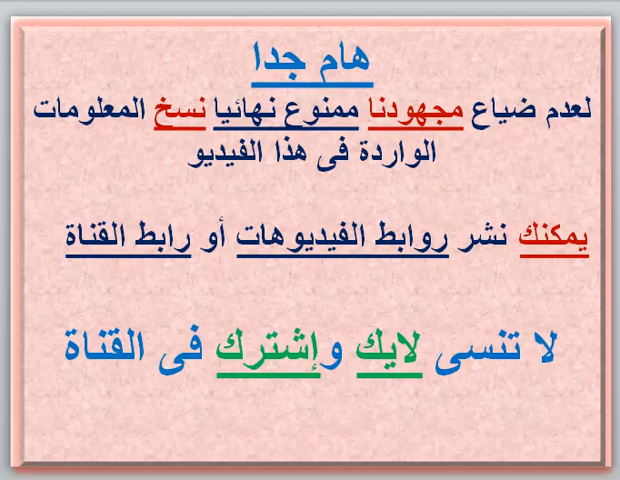 هام جدا
لعدم ضياع مجهودنا ممنوع نهائيا نسخ المعلومات
الواردة فى هذا الفيديو
يمكنك نشر روابط الفيديوهات أو رابط القناة
لا تنسى لايك وإشترك فى القناة